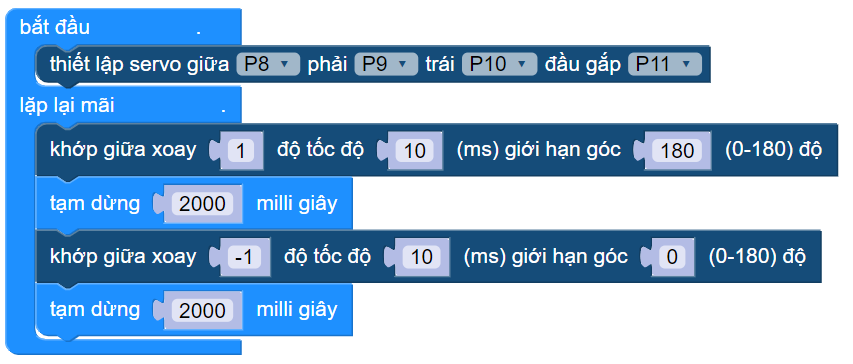 bắt đầu .
thiết lập servo giữa P8 phải P9 trái P10 đầu gắp P11
lặp lại mãi .
khớp giữa xoay 1 độ tốc độ 10 (ms) giới hạn góc 180 (0-180) độ
tạm dừng 2000 milli giây
khớp giữa xoay -1 độ tốc độ 10 (ms) giới hạn góc 0 (0-180) độ
tạm dừng 2000 milli giây